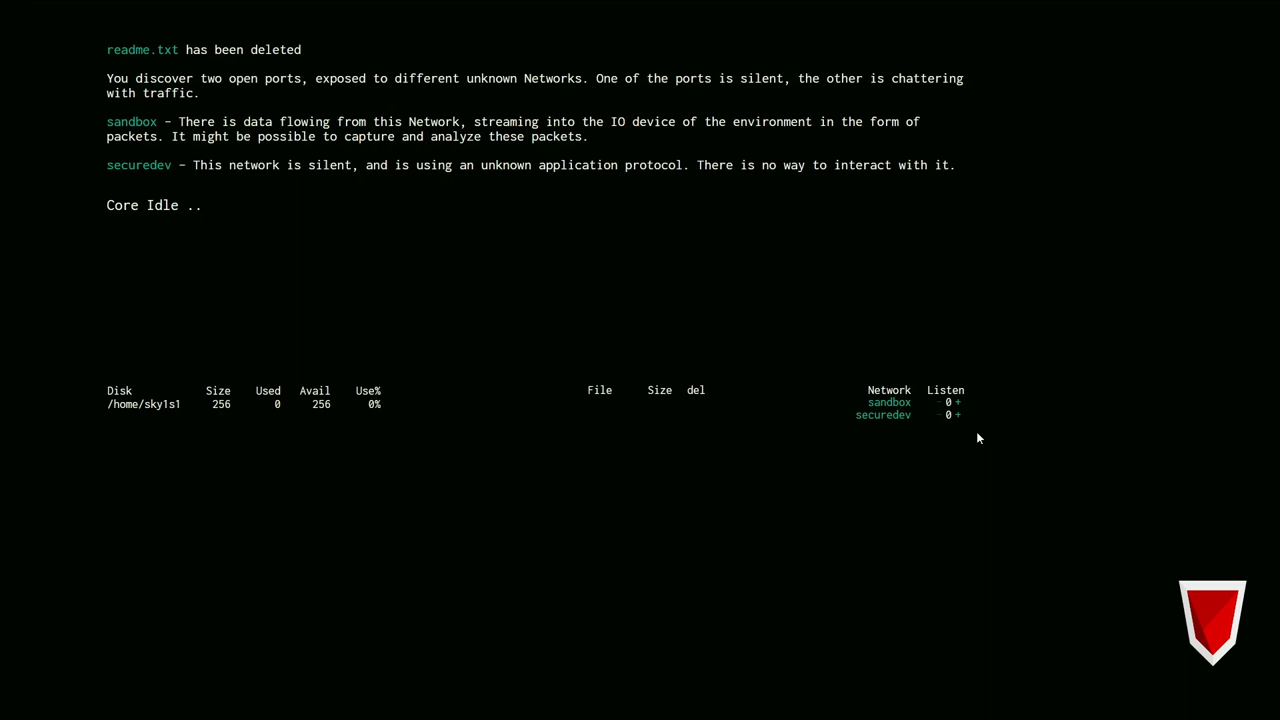 readme.txt has been deleted
You discover two open ports, exposed to different unknown Networks. One of the ports is silent, the other is chattering
with traffic.
sandbox – There is data flowing from this Network, streaming into the IO device of the environment in the form of
packets. It might be possible to capture and analyze these packets.
securedev – This network is silent, and is using an unknown application protocol. There is no way to interact with it.
Core Idle ..
Disk Size Used Avail Use% File Size del Network Listen
/home/sky1s1 256 0 256 0% sandbox - 0 +
securedev - 0 +